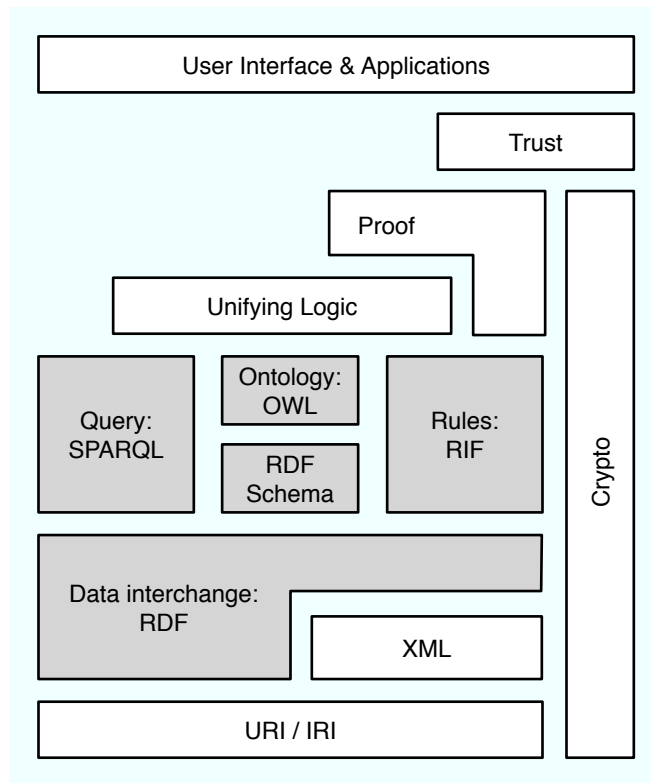 User Interface & Applications
Trust
Proof
Unifying Logic
Query:
SPARQL
Ontology:
OWL
RDF
Schema
Rules:
RIF
Crypto
Data interchange:
RDF
XML
URI / IRI